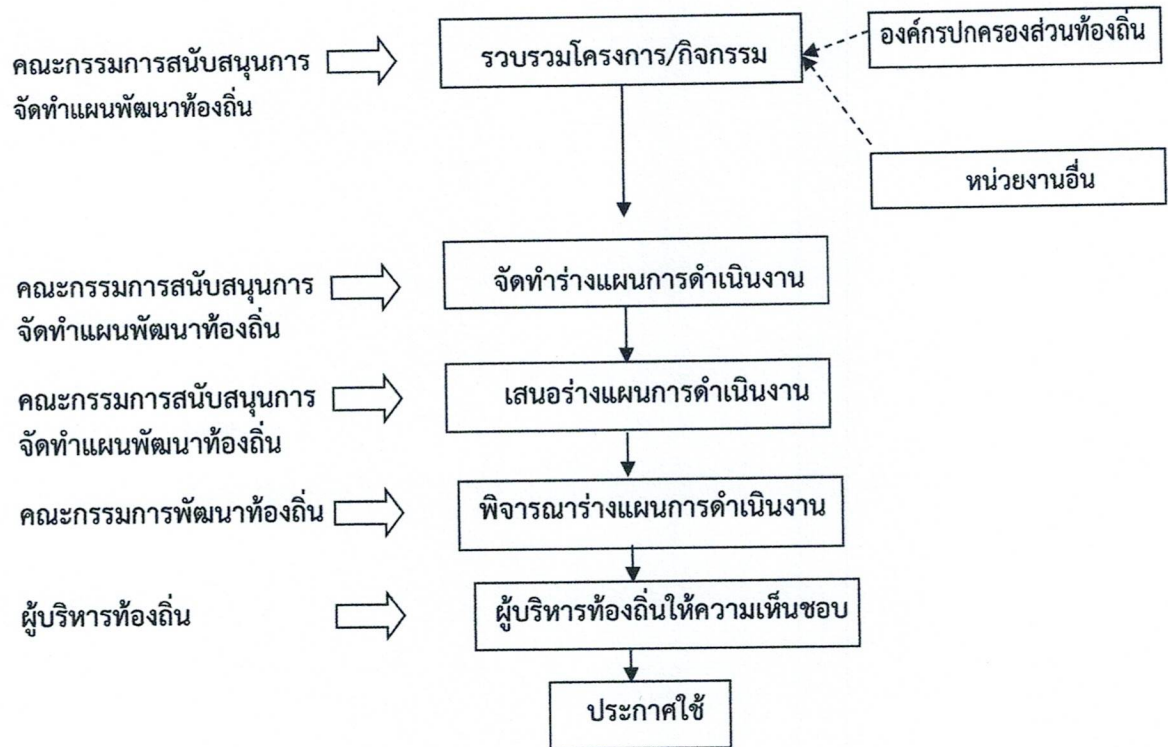 องค์กรปกครองส่วนท้องถิ่น
คณะกรรมการสนับสนุนการ
จัดทำแผนพัฒนาท้องถิ่น
รวบรวมโครงการ/กิจกรรม
หน่วยงานอื่น
คณะกรรมการสนับสนุนการ
จัดทำแผนพัฒนาท้องถิ่น
จัดทำร่างแผนการดำเนินงาน
คณะกรรมการสนับสนุนการ
จัดทำแผนพัฒนาท้องถิ่น
เสนอร่างแผนการดำเนินงาน
คณะกรรมการพัฒนาท้องถิ่น
พิจารณาร่างแผนการดำเนินงาน
ผู้บริหารท้องถิ่น
ผู้บริหารท้องถิ่นให้ความเห็นชอบ
ประกาศใช้